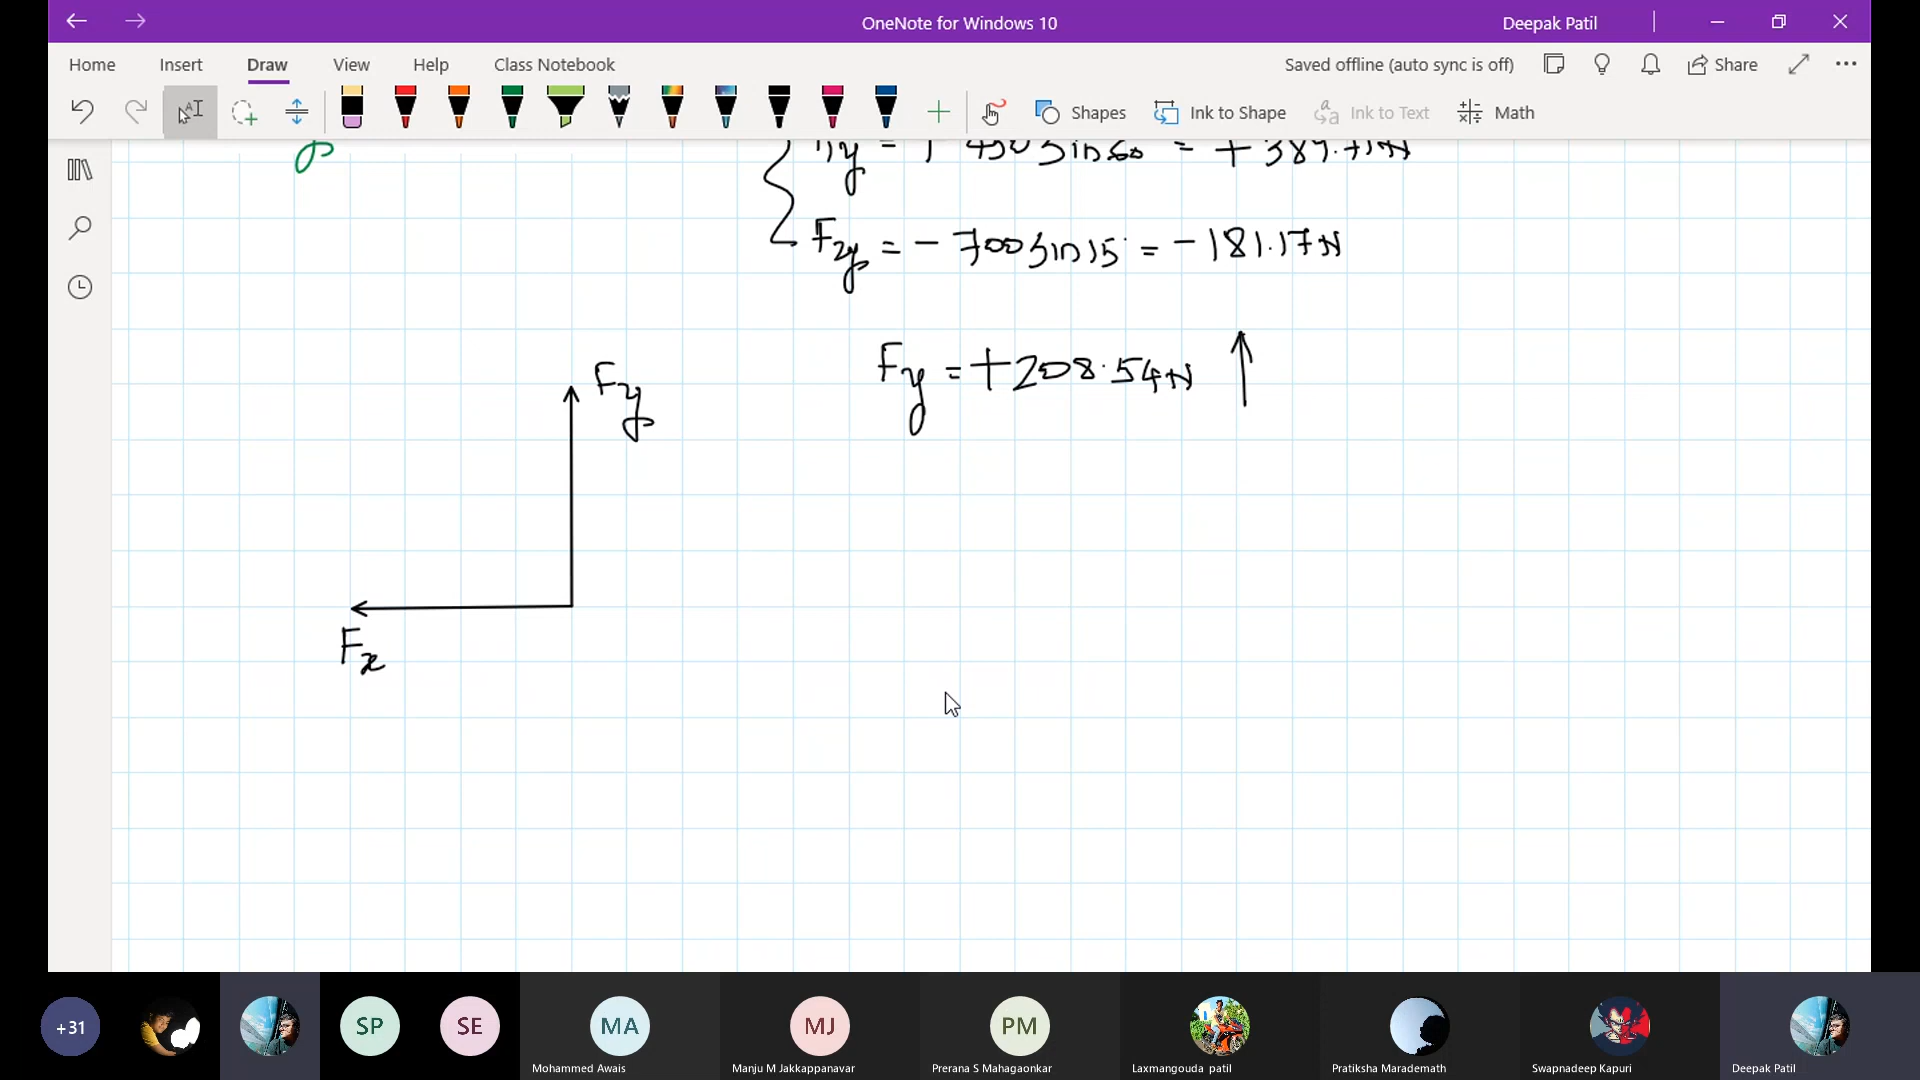 OneNote for Windows 10
Deepak Patil
Home Insert Draw View Help Class Notebook
Saved offline (auto sync is off) Share
Shapes Ink to Shape Ink to Text Math
F2y = - 700 sin 15 = - 181.17N
Fy = +208.54N ↑
Fy
Fx
+31 SP SE MA MJ PM
Mohammed Awais Manju M Jakkappanavar Prerana S Mahagaonkar Laxmangouda patil Pratiksha Marademath Swapnadeep Kapuri Deepak Patil